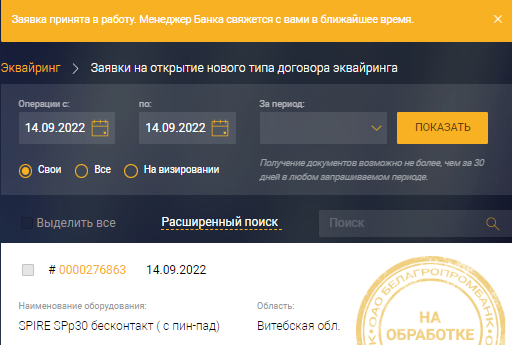 Заявка принята в работу. Менеджер Банка свяжется с вами в ближайшее время.
Эквайринг > Заявки на открытие нового типа договора эквайринга
Операции с: по: За период:
14.09.2022 14.09.2022 ПОКАЗАТЬ
Свои Все На визировании
Получение документов возможно не более, чем за 30
дней в любом запрашиваемом периоде.
Выделить все Расширенный поиск Поиск
# 0000276863 14.09.2022
Наименование оборудования: Область:
SPIRE SPp30 бесконтакт ( с пин-пад) Витебская обл.
ОАО БЕЛАГРОПРОМБАНК
НА
ОБРАБОТКЕ